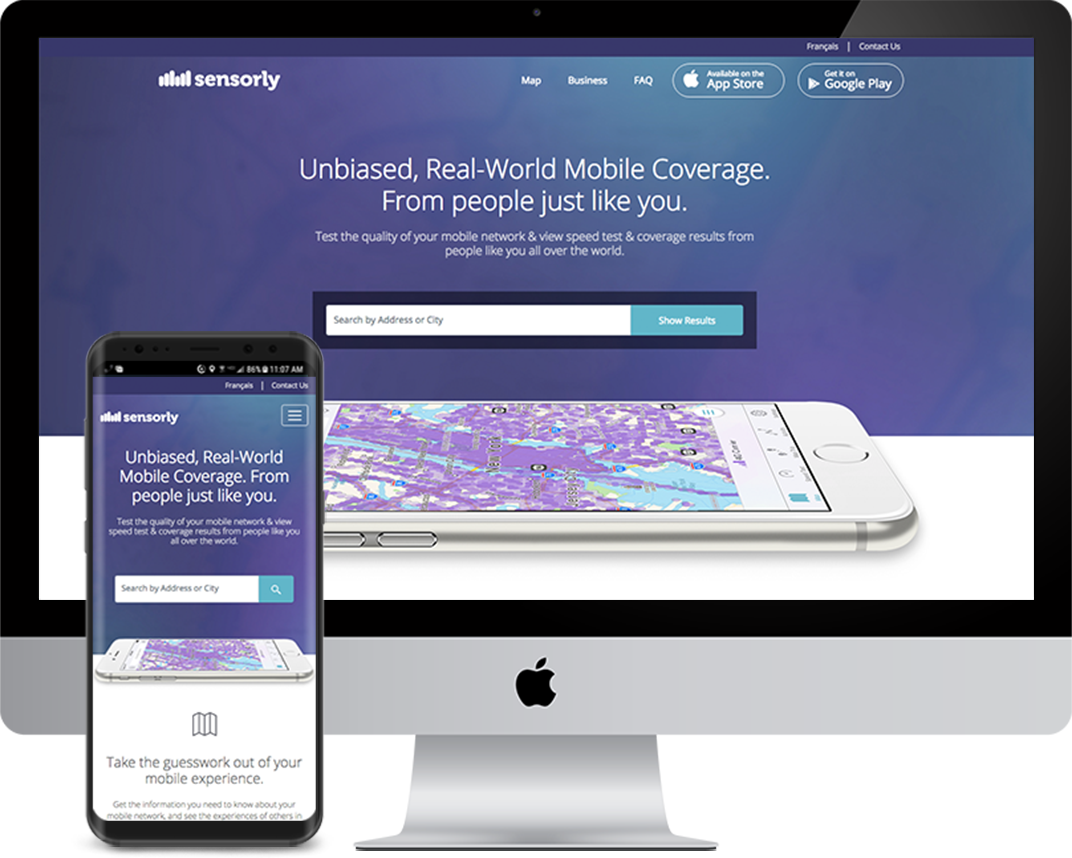 Français | Contact Us
sensorly
Map
Business
FAQ
Available on the
App Store
Get it on
Google Play
Unbiased, Real-World Mobile Coverage.
From people just like you.
Test the quality of your mobile network & view speed test & coverage results from
people like you all over the world.
Search by Address or City
Show Results
New York
Jersey City
86% 11:07 AM
Français | Contact Us
sensorly
Unbiased, Real-World
Mobile Coverage. From
people just like you.
Test the quality of your mobile network & view
speed test & coverage results from people like you
all over the world.
Search by Address or City
Take the guesswork out of your
mobile experience.
Get the information you need to know about your
mobile network, and see the experiences of others in